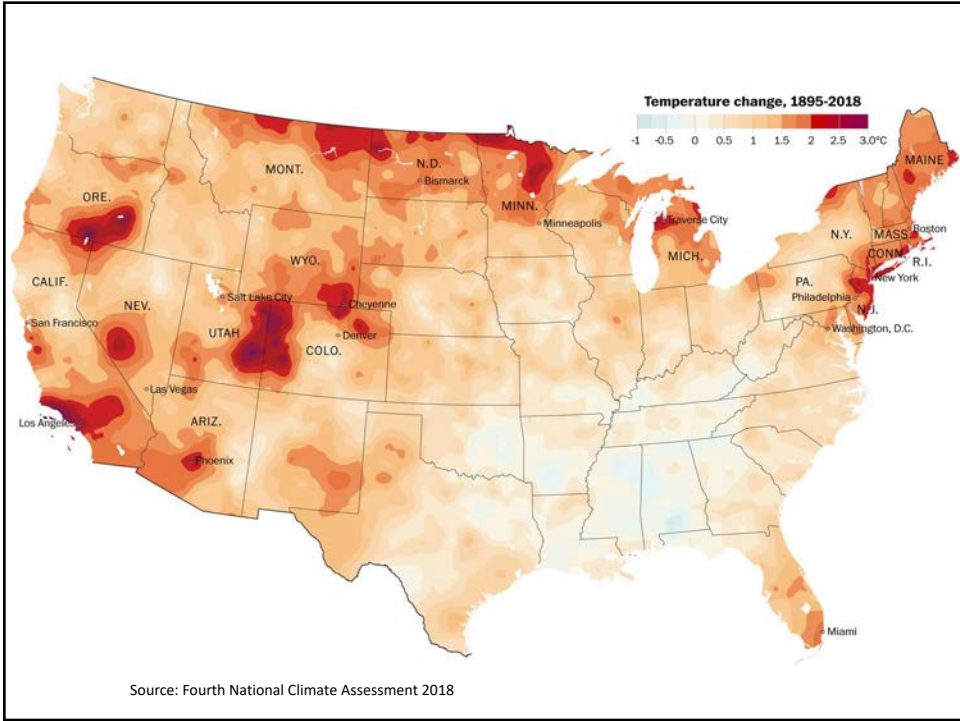 Temperature change, 1895-2018
-1 -0.5 0 0.5 1 1.5 2 2.5 3.0°C
MAINE
MONT.
N.D.
Bismarck
ORE.
MINN.
Minneapolis
Traverse City
N.Y.
MASS.
Boston
CONN.
R.I.
WYO.
MICH.
CALIF.
PA.
New York
NEV.
Salt Lake City
Cheyenne
Philadelphia
N.J.
San Francisco
UTAH
Denver
COLO.
Washington, D.C.
Las Vegas
Los Angeles
ARIZ.
Phoenix
Miami
Source: Fourth National Climate Assessment 2018